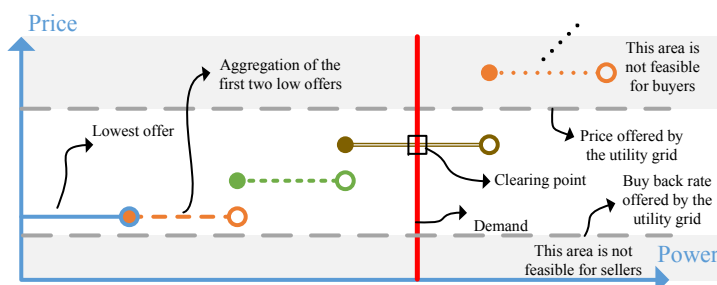 Price
Aggregation of the
first two low offers
This area is
not feasible
for buyers
Lowest offer
Price offered by
the utility grid
Clearing point
Buy back rate
offered by the
utility grid
Demand
This area is not
feasible for sellers
Power